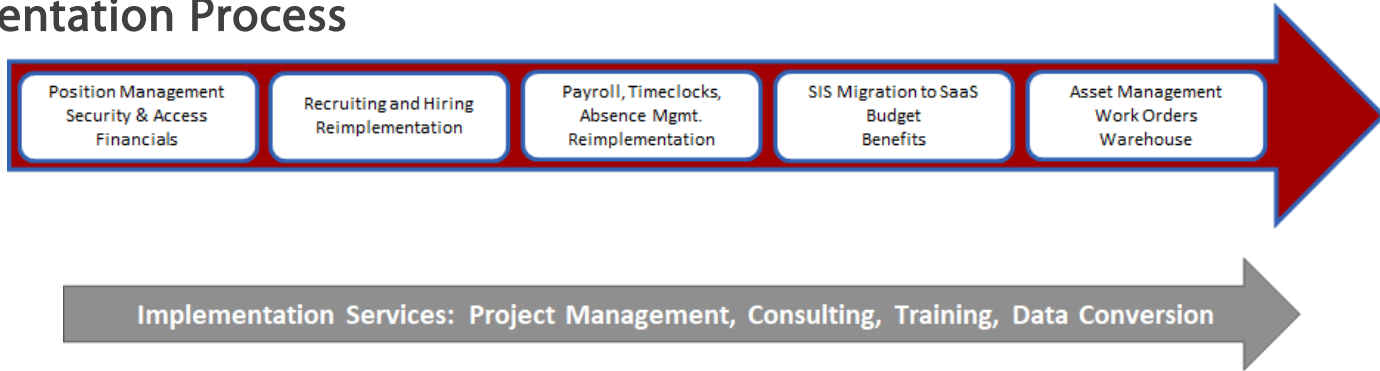 entation Process
Position Management
Security & Access
Financials
Recruiting and Hiring
Reimplementation
Payroll, Timeclocks,
Absence Mgmt.
Reimplementation
SIS Migration to SaaS
Budget
Benefits
Asset Management
Work Orders
Warehouse
Implementation Services: Project Management, Consulting, Training, Data Conversion